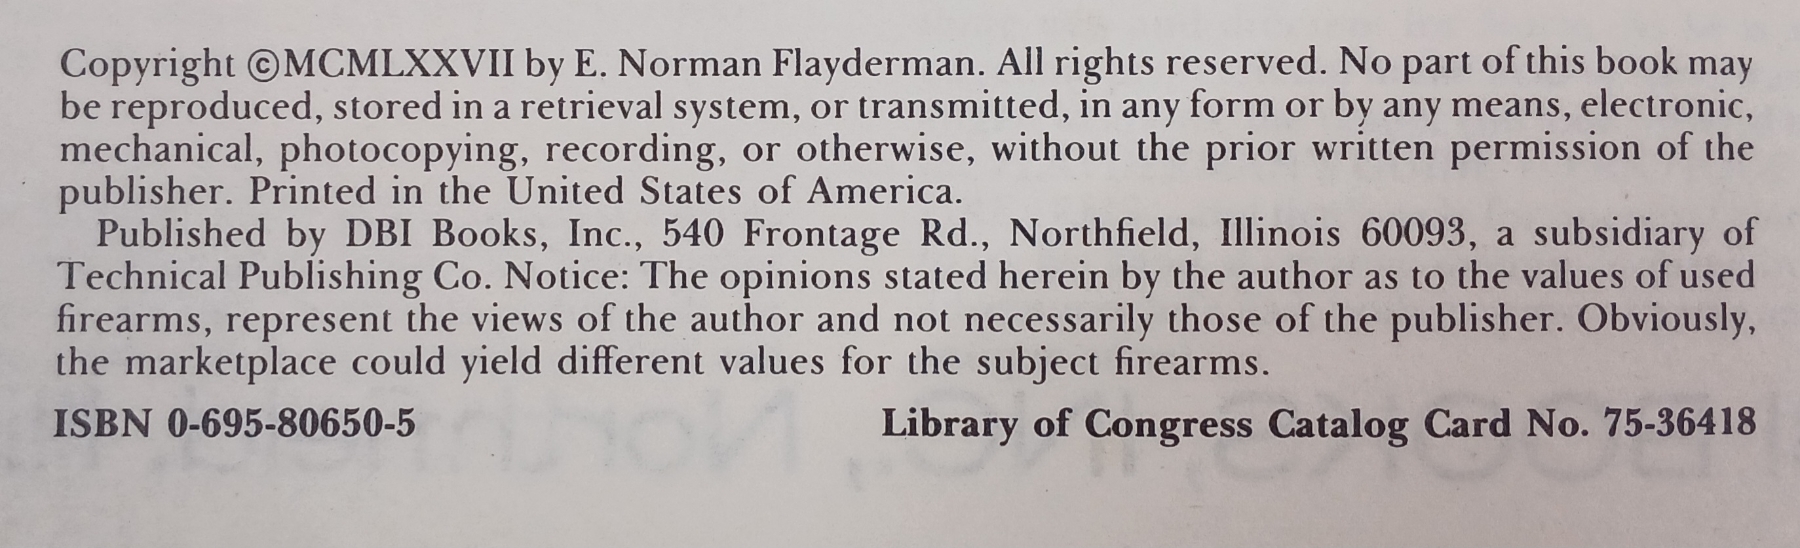 Copyright ©MCMLXXVII by E. Norman Flayderman. All rights reserved. No part of this book may
be reproduced, stored in a retrieval system, or transmitted, in any form or by any means, electronic,
mechanical, photocopying, recording, or otherwise, without the prior written permission of the
publisher. Printed in the United States of America.
Published by DBI Books, Inc., 540 Frontage Rd., Northfield, Illinois 60093, a subsidiary of
Technical Publishing Co. Notice: The opinions stated herein by the author as to the values of used
firearms, represent the views of the author and not necessarily those of the publisher. Obviously,
the marketplace could yield different values for the subject firearms.
ISBN 0-695-80650-5 Library of Congress Catalog Card No. 75-36418